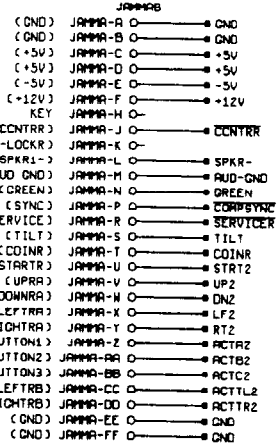 JAMMAB
(GND) JAMMA-A GND
(GND) JAMMA-B GND
(+5V) JAMMA-C +5V
(+5V) JAMMA-D +5V
(-5V) JAMMA-E -5V
(+12V) JAMMA-F +12V
KEY JAMMA-H
CCNTRR) JAMMA-J CCNTRR
-LOCKR) JAMMA-K
SPKR1-) JAMMA-L SPKR-
UD GND) JAMMA-M AUD-GND
(GREEN) JAMMA-N GREEN
(SYNC) JAMMA-P COMPSYNC
ERVICE) JAMMA-R SERVICER
(TILT) JAMMA-S TILT
(COINR) JAMMA-T COINR
STARTR) JAMMA-U STRT2
(UPRA) JAMMA-V UP2
DOWNRA) JAMMA-W DN2
LEFTRA) JAMMA-X LF2
IGHTRA) JAMMA-Y RT2
UTTON1) JAMMA-Z ACTA2
UTTON2) JAMMA-AA ACTB2
UTTON3) JAMMA-BB ACTC2
LEFTRB) JAMMA-CC ACTTL2
IGHTRB) JAMMA-DD ACTTR2
(GND) JAMMA-EE GND
(GND) JAMMA-FF GND